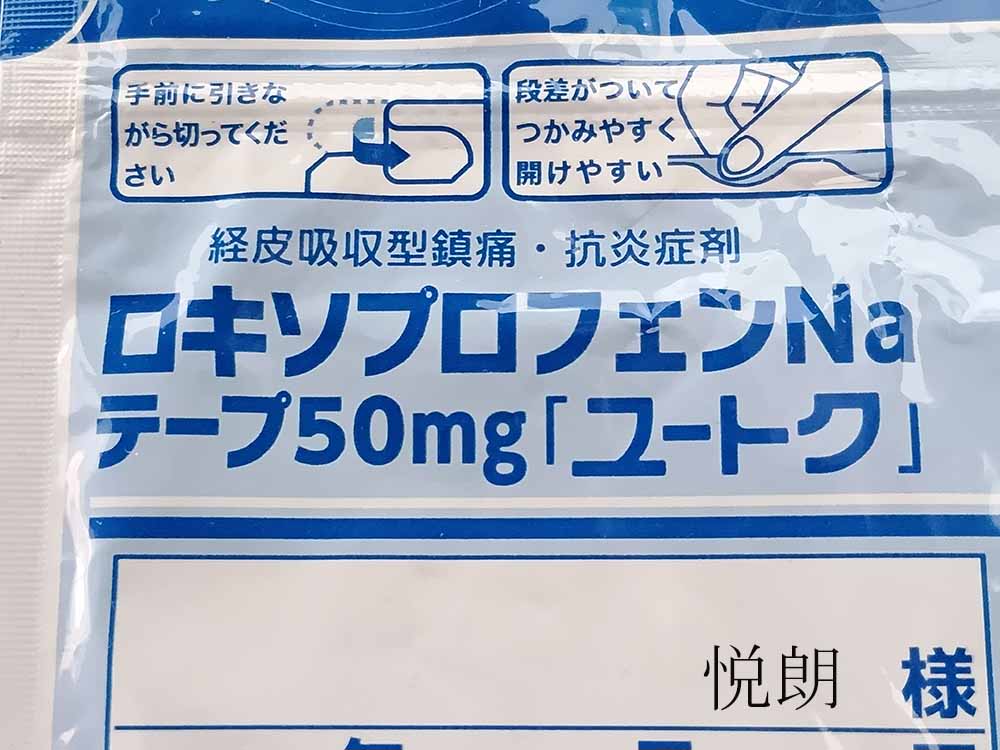 手前に引きな
がら切ってくだ
さい
段差がついて
つかみやすく
開けやすい
経皮吸収型鎮痛・抗炎症剤
ロキソプロフェンNa
テープ50mg「ユートク」
悦朗 様